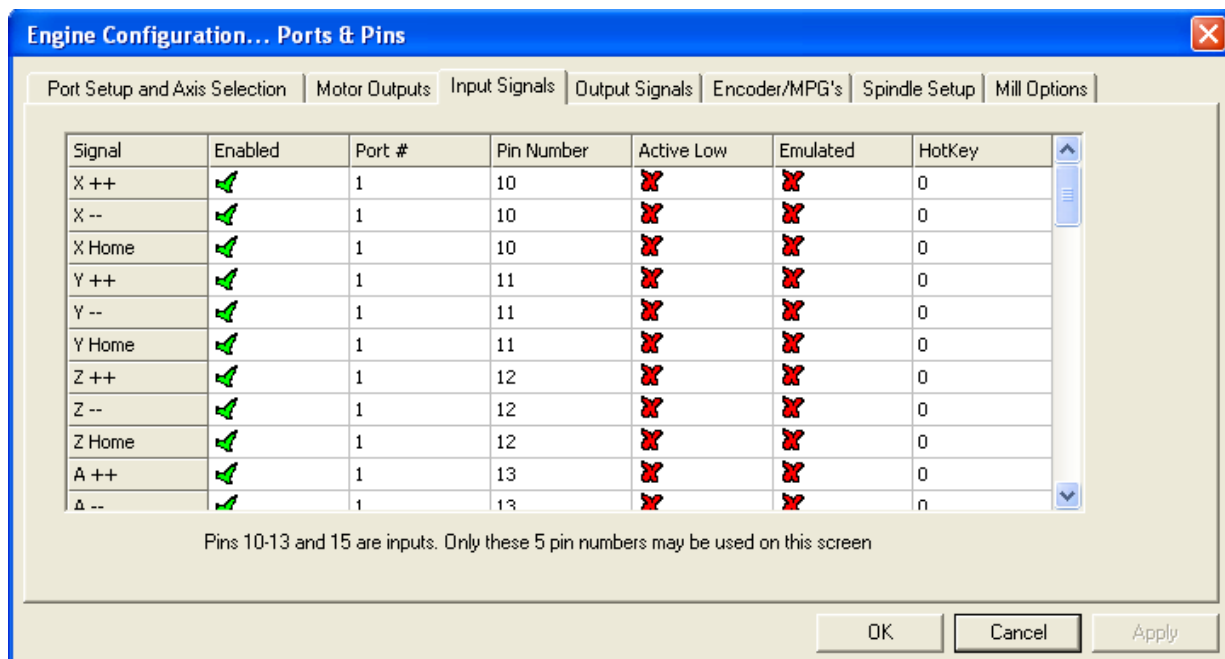 Engine Configuration... Ports & Pins
Port Setup and Axis Selection Motor Outputs Input Signals Output Signals Encoder/MPG's Spindle Setup Mill Options
Signal Enabled Port # Pin Number Active Low Emulated HotKey
X ++ 1 10 0
X -- 1 10 0
X Home 1 10 0
Y ++ 1 11 0
Y -- 1 11 0
Y Home 1 11 0
Z ++ 1 12 0
Z -- 1 12 0
Z Home 1 12 0
A ++ 1 13 0
A -- 1 13 0
Pins 10-13 and 15 are inputs. Only these 5 pin numbers may be used on this screen
OK Cancel Apply